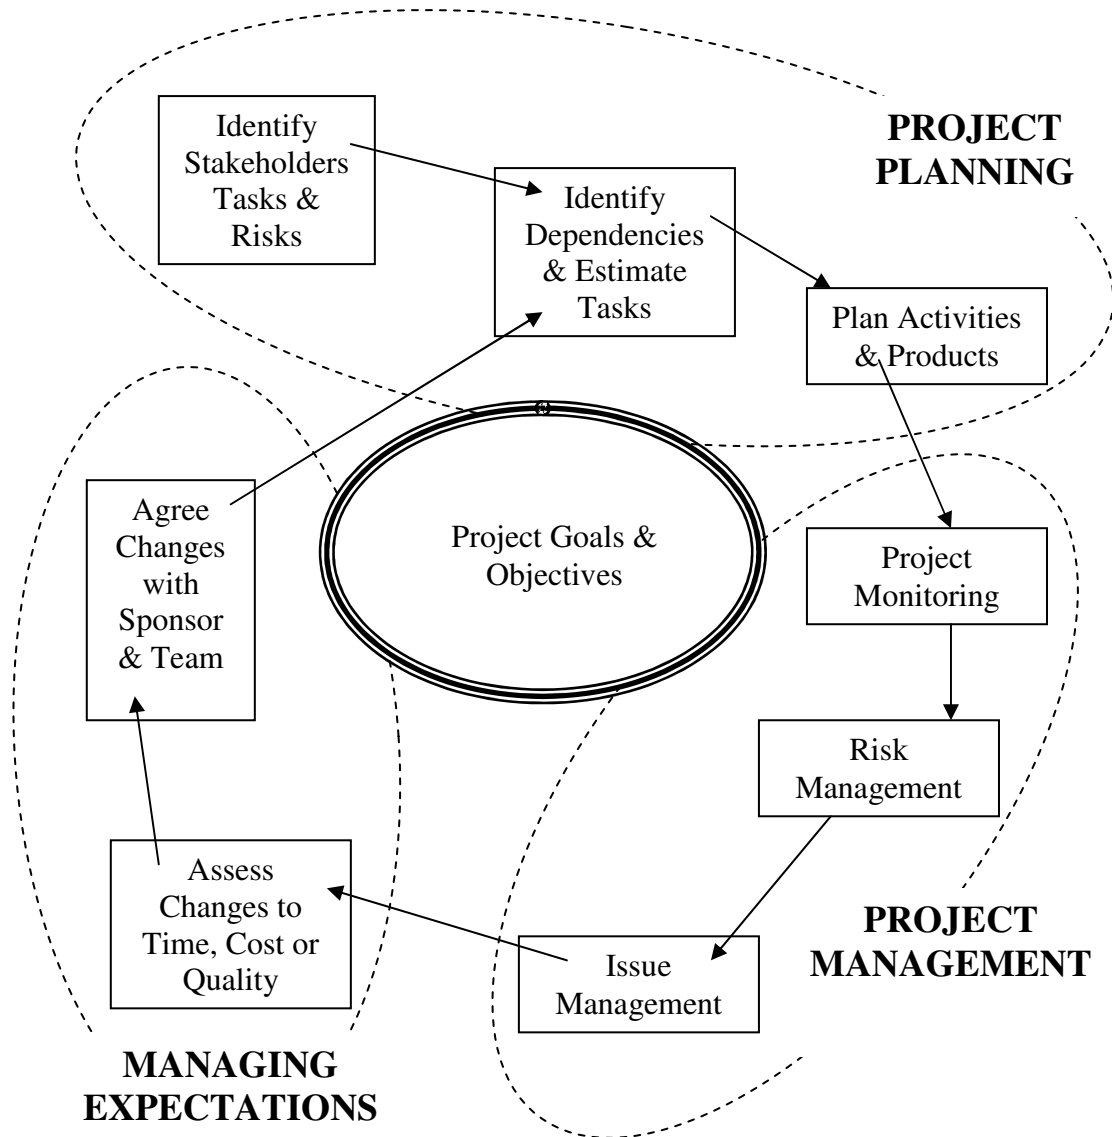 PROJECT
PLANNING
Identify
Stakeholders
Tasks &
Risks
Identify
Dependencies
& Estimate
Tasks
Plan Activities
& Products
Project Goals &
Objectives
Agree
Changes
with
Sponsor
& Team
Project
Monitoring
Risk
Management
Assess
Changes to
Time, Cost or
Quality
Issue
Management
PROJECT
MANAGEMENT
MANAGING
EXPECTATIONS